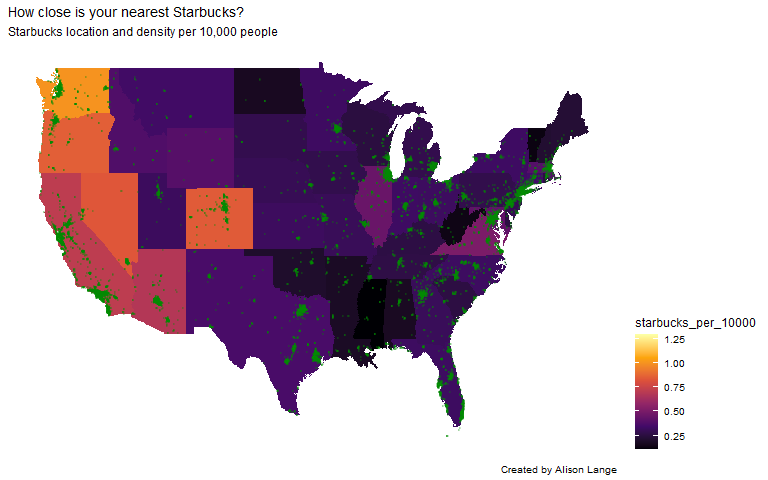 How close is your nearest Starbucks?
Starbucks location and density per 10,000 people
starbucks_per_10000
1.25
1.00
0.75
0.50
0.25
Created by Alison Lange